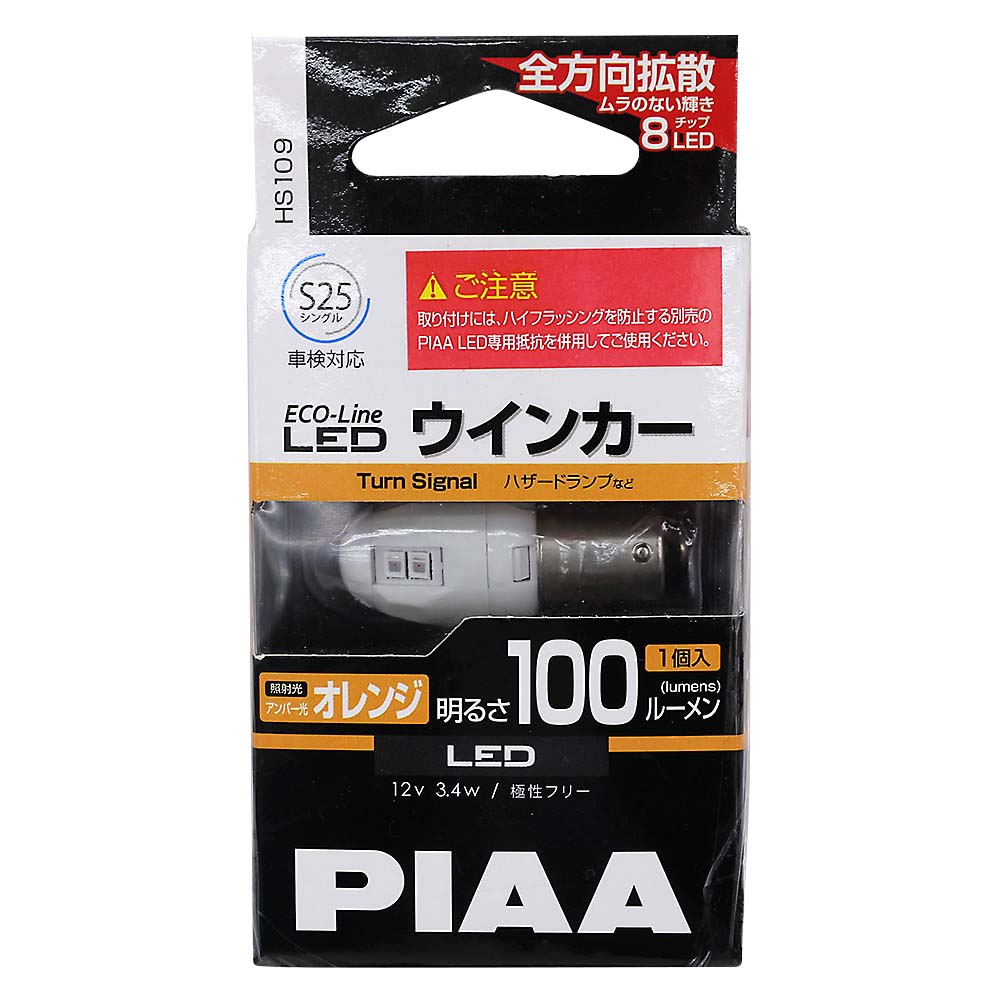 HS109
全方向拡散
ムラのない輝き
8チップLED
S25
シングル
車検対応
⚠ご注意
取り付けには、ハイフラッシングを防止する別売の
PIAA LED専用抵抗を併用してご使用ください。
ECO-Line
LED
ウインカー
Turn Signal ハザードランプなど
照射光
アンバー光
オレンジ
明るさ100ルーメン
(lumens)
1個入
LED
12v 3.4w / 極性フリー
PIAA